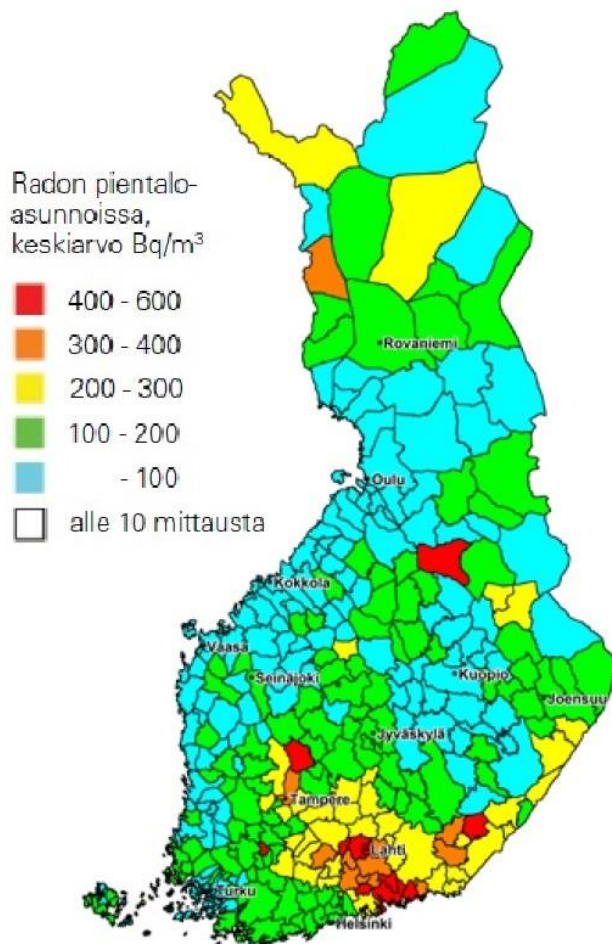 Radon pientalo-
asunnoissa,
keskiarvo Bq/m³
400 - 600
300 - 400
200 - 300
100 - 200
- 100
alle 10 mittausta
Rovaniemi
Oulu
Kokkola
Vaasa
Seinäjoki
Kuopio
Joensuu
Jyväskylä
Tampere
Lahti
Turku
Helsinki